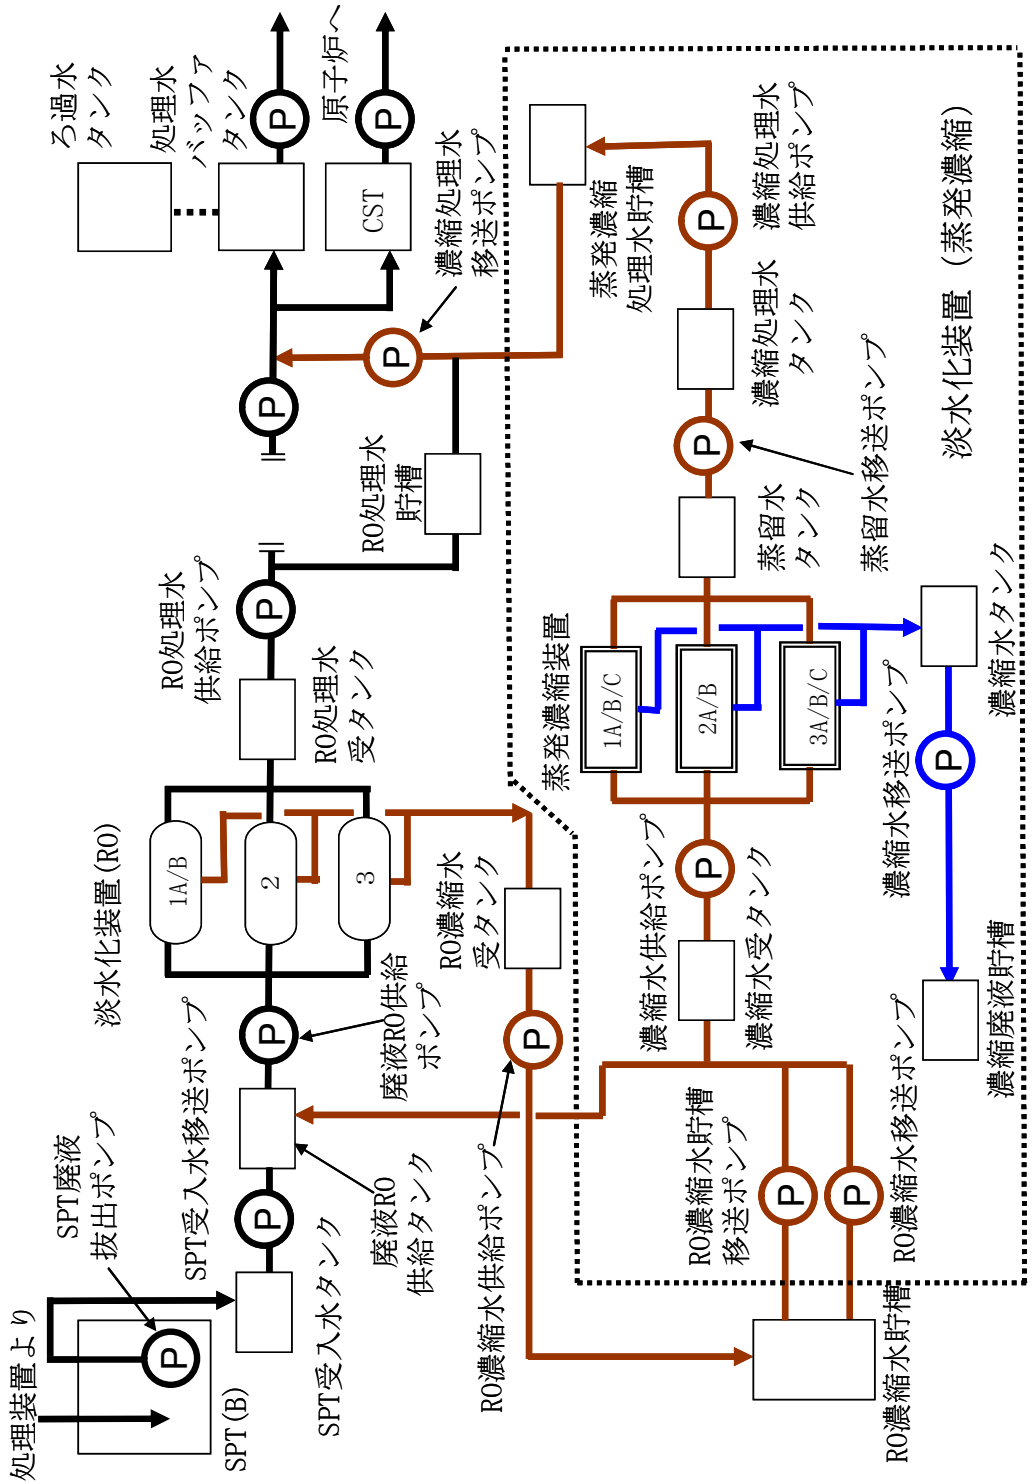 処理装置より
SPT(B)
P
SPT廃液
抜出ポンプ
SPT受入水タンク
P
SPT受入水移送ポンプ
廃液RO
供給タンク
P
廃液RO供給
ポンプ
淡水化装置(RO)
1A/B
2
3
RO処理水
受タンク
P
RO処理水
供給ポンプ
RO処理水
貯槽
P
ろ過水
タンク
処理水
バッファ
タンク
P
CST
P
原子炉へ
P
濃縮処理水
移送ポンプ
RO濃縮水
受タンク
P
RO濃縮水供給ポンプ
RO濃縮水貯槽
P
RO濃縮水貯槽
移送ポンプ
P
RO濃縮水移送ポンプ
濃縮水受タンク
P
濃縮水供給ポンプ
蒸発濃縮装置
1A/B/C
2A/B
3A/B/C
蒸留水
タンク
P
蒸留水移送ポンプ
濃縮処理水
タンク
P
濃縮処理水
供給ポンプ
蒸発濃縮
処理水貯槽
濃縮水タンク
P
濃縮水移送ポンプ
濃縮廃液貯槽
淡水化装置 (蒸発濃縮)